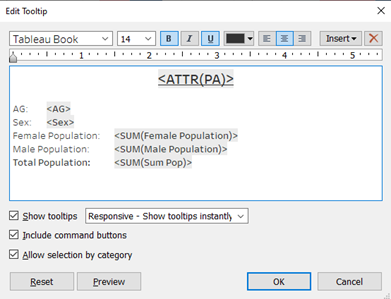 Edit Tooltip
Tableau Book 14 B I U Insert
1 2 3 4 5
<ATTR(PA)>
AG: <AG>
Sex: <Sex>
Female Population: <SUM(Female Population)>
Male Population: <SUM(Male Population)>
Total Population: <SUM(Sum Pop)>
Show tooltips Responsive - Show tooltips instantly
Include command buttons
Allow selection by category
Reset Preview OK Cancel